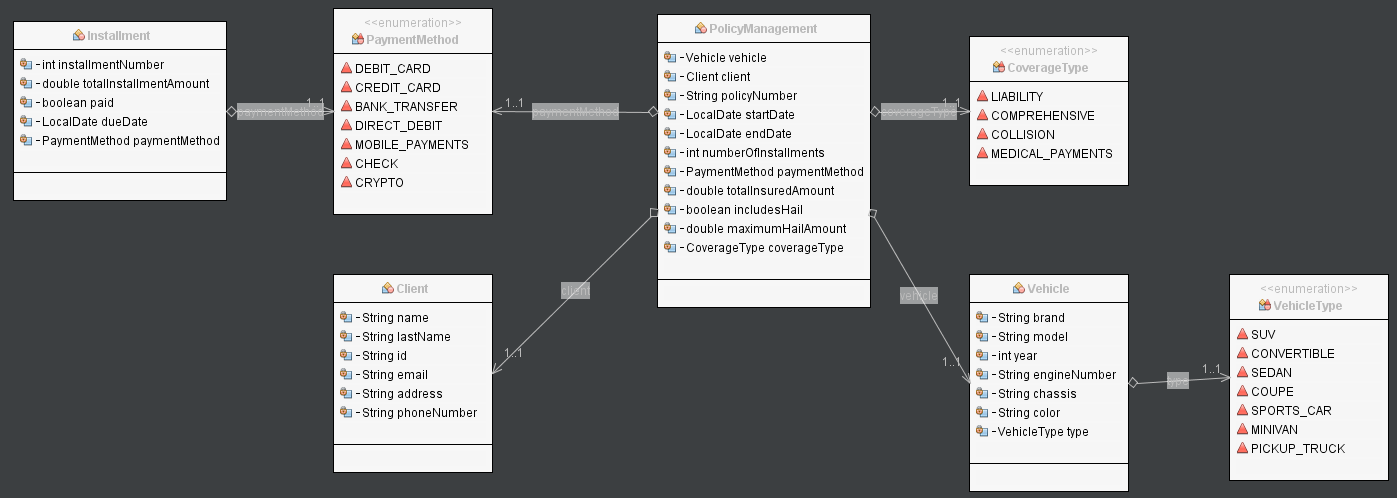 Installment
-int installmentNumber
-double totalInstallmentAmount
-boolean paid
-LocalDate dueDate
-PaymentMethod paymentMethod
paymentMethod
1..1
<<enumeration>>
PaymentMethod
DEBIT_CARD
CREDIT_CARD
BANK_TRANSFER
DIRECT_DEBIT
MOBILE_PAYMENTS
CHECK
CRYPTO
1..1
paymentMethod
PolicyManagement
-Vehicle vehicle
-Client client
-String policyNumber
-LocalDate startDate
-LocalDate endDate
-int numberOfInstallments
-PaymentMethod paymentMethod
-double totalInsuredAmount
-boolean includesHail
-double maximumHailAmount
-CoverageType coverageType
coverageType
1..1
<<enumeration>>
CoverageType
LIABILITY
COMPREHENSIVE
COLLISION
MEDICAL_PAYMENTS
Client
-String name
-String lastName
-String id
-String email
-String address
-String phoneNumber
client
1..1
vehicle
1..1
Vehicle
-String brand
-String model
-int year
-String engineNumber
-String chassis
-String color
-VehicleType type
type
1..1
<<enumeration>>
VehicleType
SUV
CONVERTIBLE
SEDAN
COUPE
SPORTS_CAR
MINIVAN
PICKUP_TRUCK